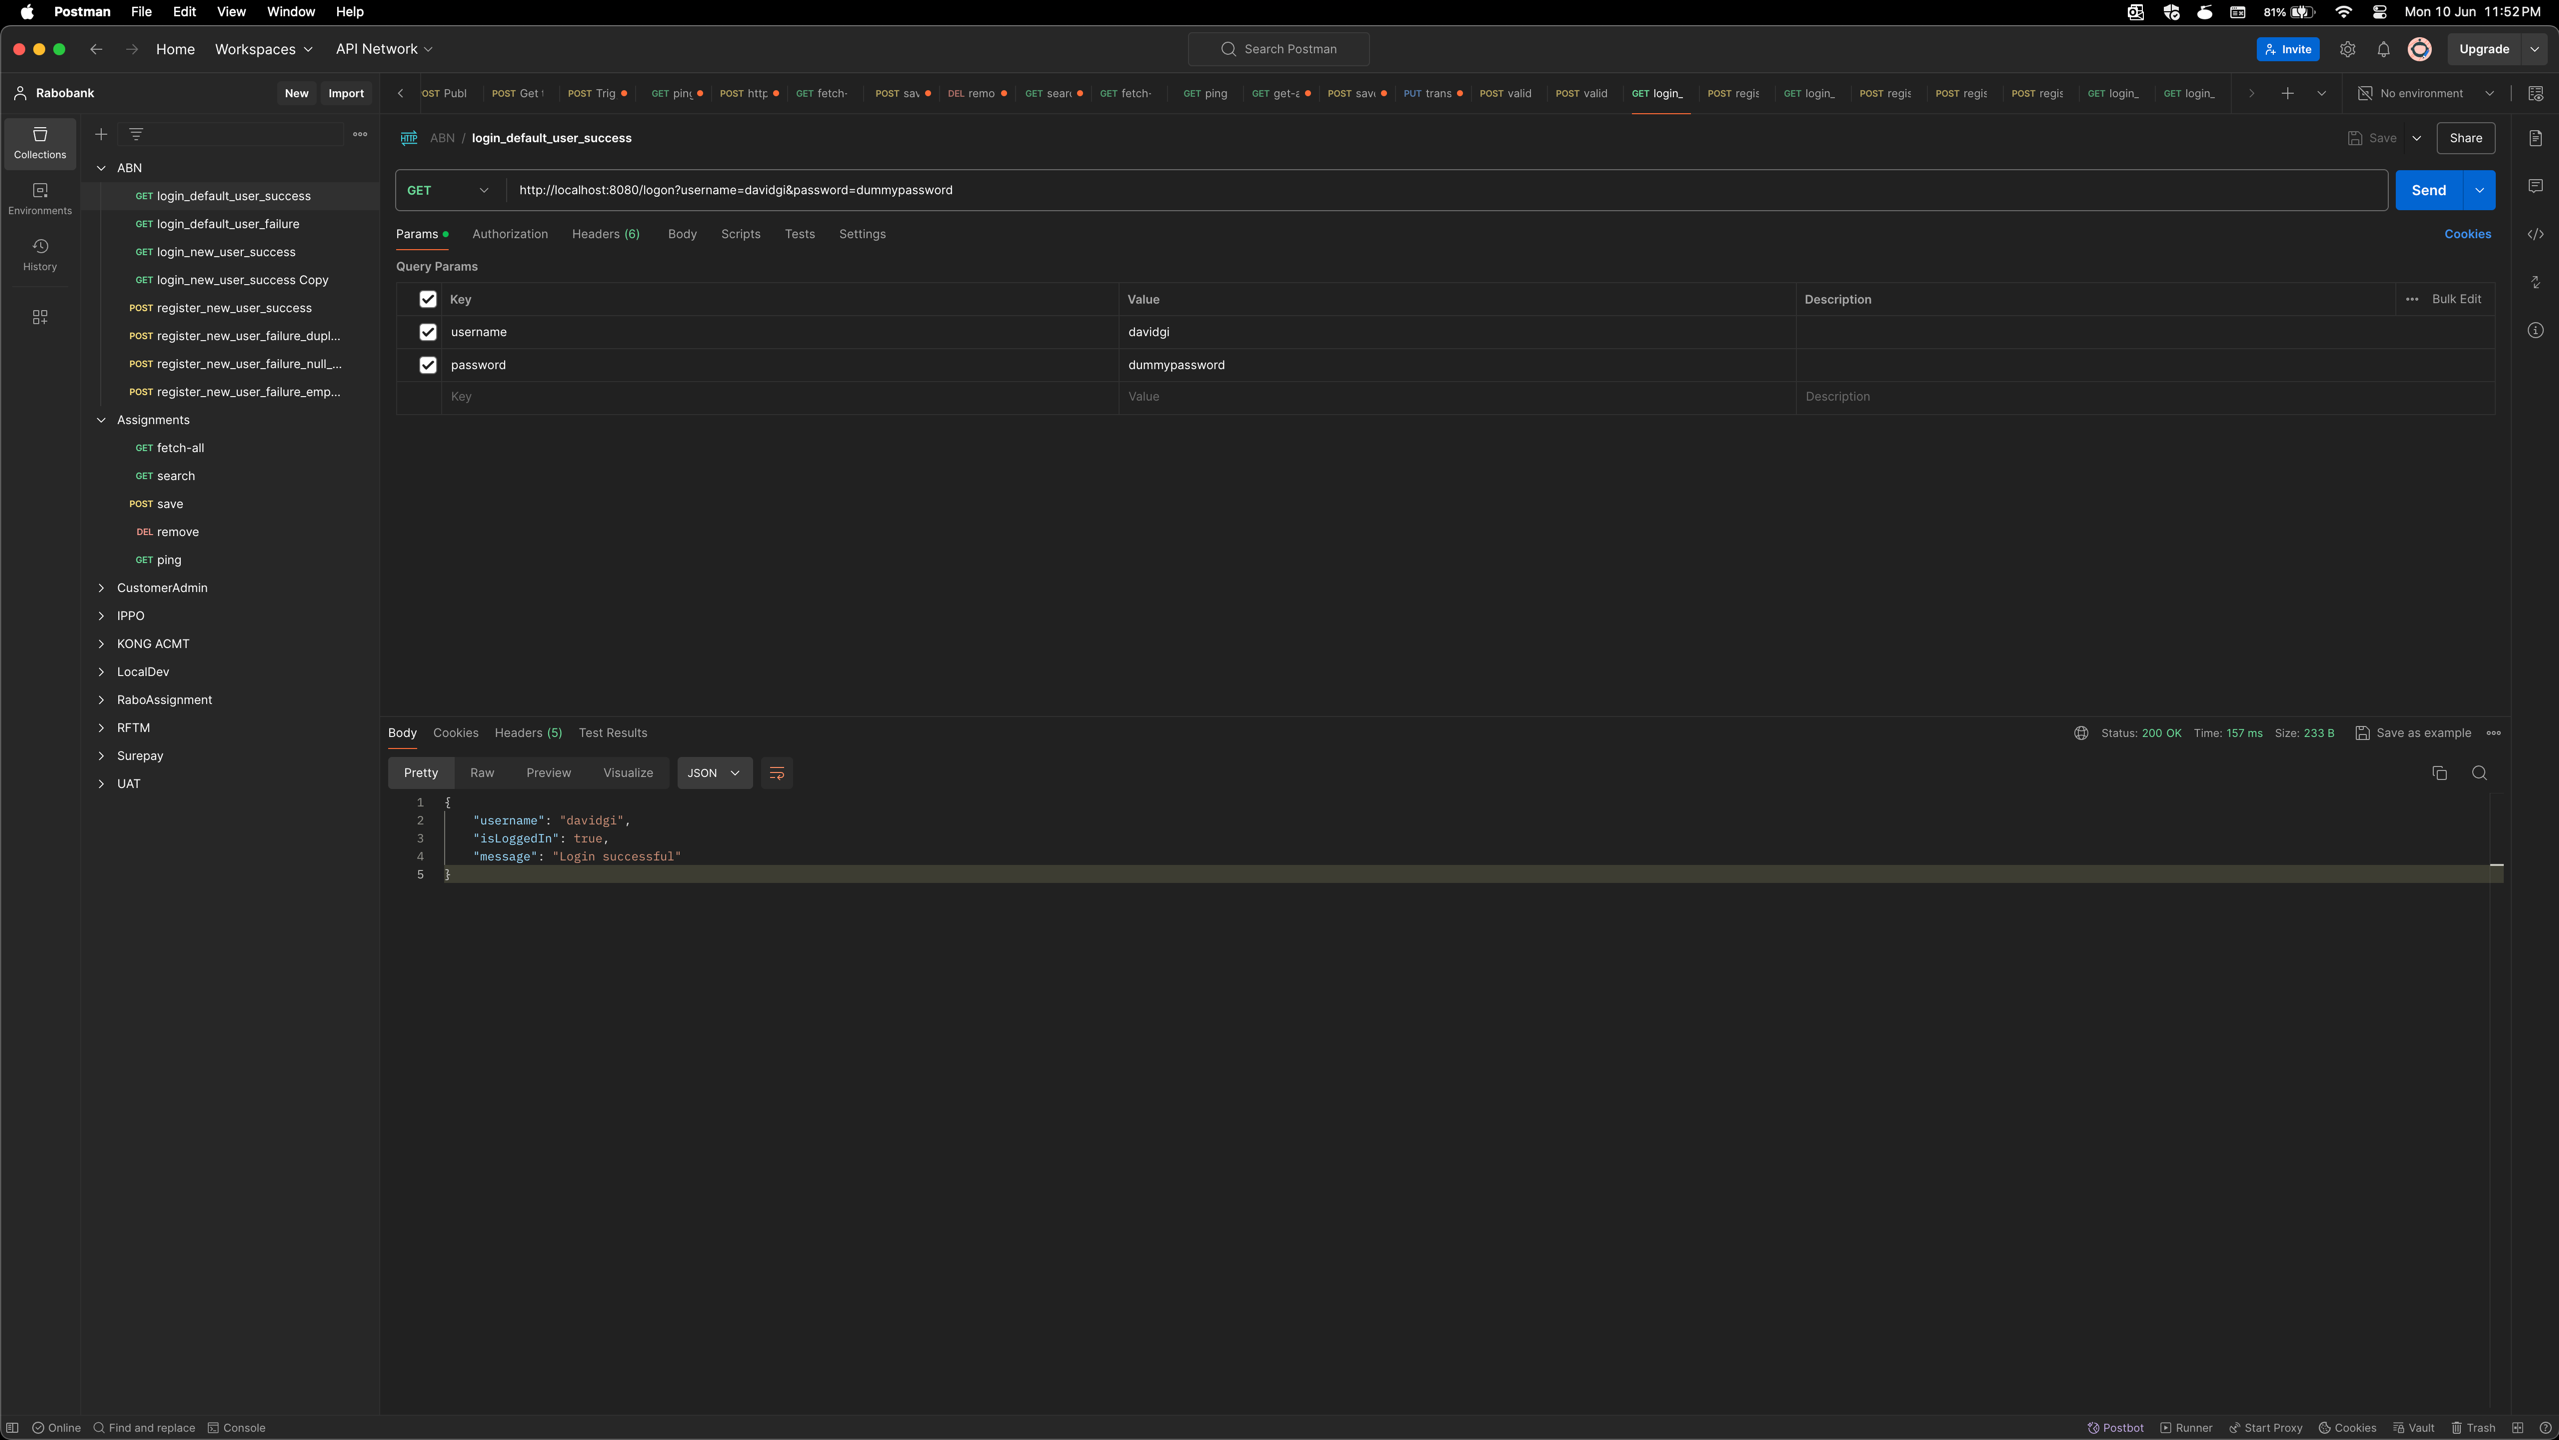 Postman File Edit View Window Help
81% Mon 10 Jun 11:52 PM
Home Workspaces API Network
Search Postman
Invite Upgrade
Rabobank New Import
OST Publ POST Get POST Trig GET ping POST http GET fetch- POST sav DEL remo GET sear GET fetch- GET ping GET get-a POST save PUT trans POST valid POST valid GET login_ POST regis GET login_ POST regis POST regis POST regis GET login_ GET login_
No environment
Collections
Environments
History
ABN
GET login_default_user_success
GET login_default_user_failure
GET login_new_user_success
GET login_new_user_success Copy
POST register_new_user_success
POST register_new_user_failure_dupl...
POST register_new_user_failure_null_...
POST register_new_user_failure_emp...
Assignments
GET fetch-all
GET search
POST save
DEL remove
GET ping
CustomerAdmin
IPPO
KONG ACMT
LocalDev
RaboAssignment
RFTM
Surepay
UAT
HTTP ABN / login_default_user_success
Save Share
GET http://localhost:8080/logon?username=davidgi&password=dummypassword
Send
Params Authorization Headers (6) Body Scripts Tests Settings
Cookies
Query Params
Key Value Description Bulk Edit
username davidgi
password dummypassword
Key Value Description
Body Cookies Headers (5) Test Results
Status: 200 OK Time: 157 ms Size: 233 B Save as example
Pretty Raw Preview Visualize JSON
1 {
2 "username": "davidgi",
3 "isLoggedIn": true,
4 "message": "Login successful"
5 }
Online Find and replace Console
Postbot Runner Start Proxy Cookies Vault Trash